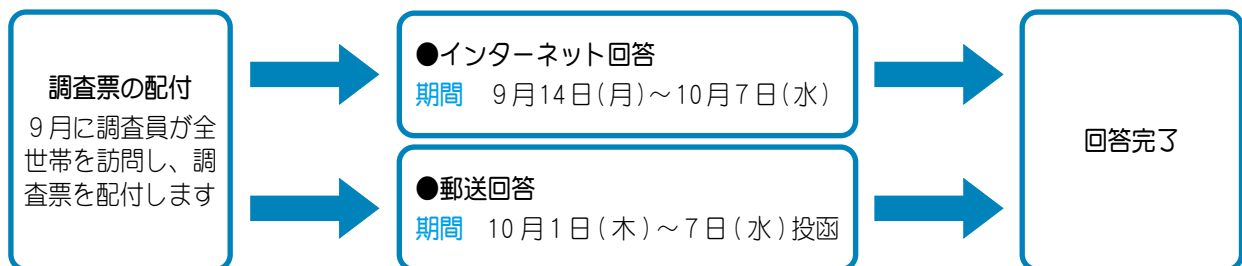 調査票の配付
９月に調査員が全
世帯を訪問し、調
査票を配付します
●インターネット回答
期間　９月14日(月)～10月７日(水)
●郵送回答
期間　10月１日(木)～７日(水)投函
回答完了